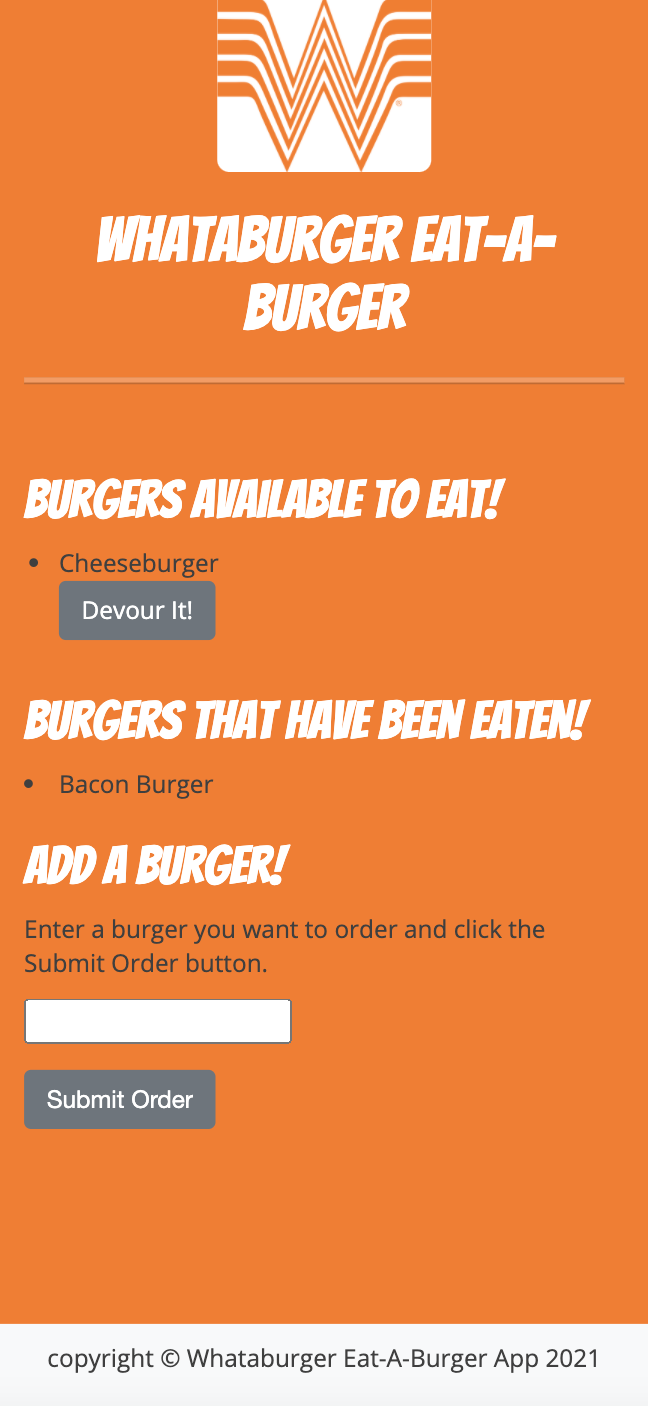 W
®
WHATABURGER EAT-A-
BURGER
BURGERS AVAILABLE TO EAT!
• Cheeseburger
Devour It!
BURGERS THAT HAVE BEEN EATEN!
• Bacon Burger
ADD A BURGER!
Enter a burger you want to order and click the
Submit Order button.
Submit Order
copyright © Whataburger Eat-A-Burger App 2021